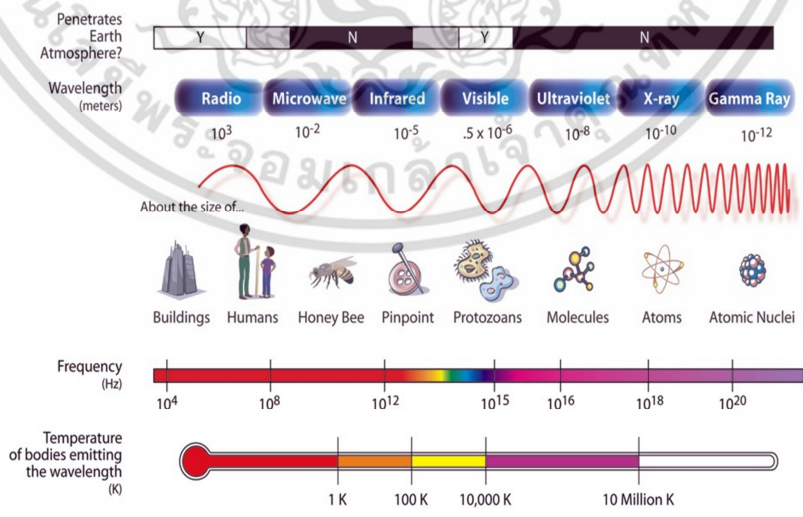 Penetrates
Earth
Atmosphere?
Y N Y N
Wavelength
(meters)
Radio Microwave Infrared Visible Ultraviolet X-ray Gamma Ray
10³ 10⁻² 10⁻⁵ .5 x 10⁻⁶ 10⁻⁸ 10⁻¹⁰ 10⁻¹²
About the size of...
Buildings Humans Honey Bee Pinpoint Protozoans Molecules Atoms Atomic Nuclei
Frequency
(Hz)
10⁴ 10⁸ 10¹² 10¹⁵ 10¹⁶ 10¹⁸ 10²⁰
Temperature
of bodies emitting
the wavelength
(K)
1 K 100 K 10,000 K 10 Million K